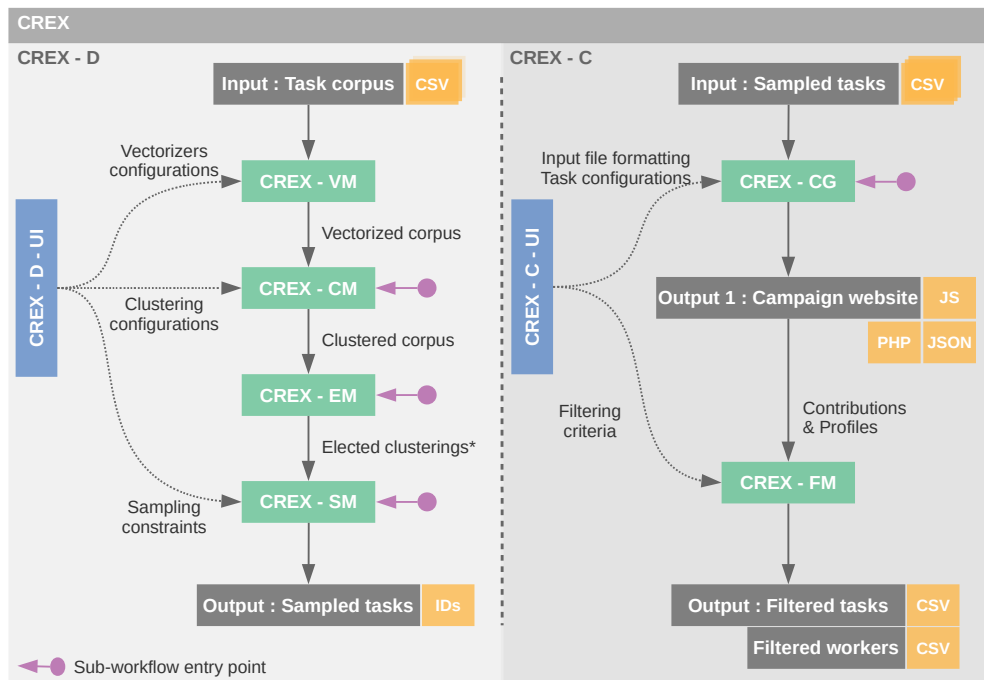 CREX
CREX - D
Input : Task corpus
CSV
Vectorizers
configurations
CREX - VM
Vectorized corpus
CREX - D - UI
CREX - CM
Clustering
configurations
Clustered corpus
CREX - EM
Elected clusterings*
CREX - SM
Sampling
constraints
Output : Sampled tasks
IDs
Sub-workflow entry point
CREX - C
Input : Sampled tasks
CSV
Input file formatting
Task configurations
CREX - CG
CREX - C - UI
Output 1 : Campaign website
JS
PHP
JSON
Filtering
criteria
Contributions
& Profiles
CREX - FM
Output : Filtered tasks
CSV
Filtered workers
CSV